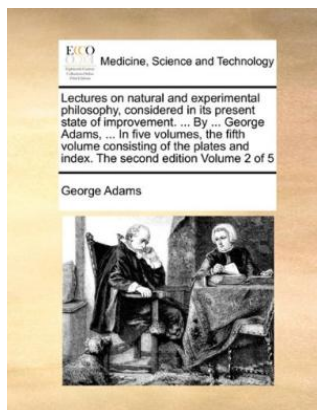 ECCO
Medicine, Science and Technology
Lectures on natural and experimental
philosophy, considered in its present
state of improvement. ... By ... George
Adams, ... In five volumes, the fifth
volume consisting of the plates and
index. The second edition Volume 2 of 5
George Adams